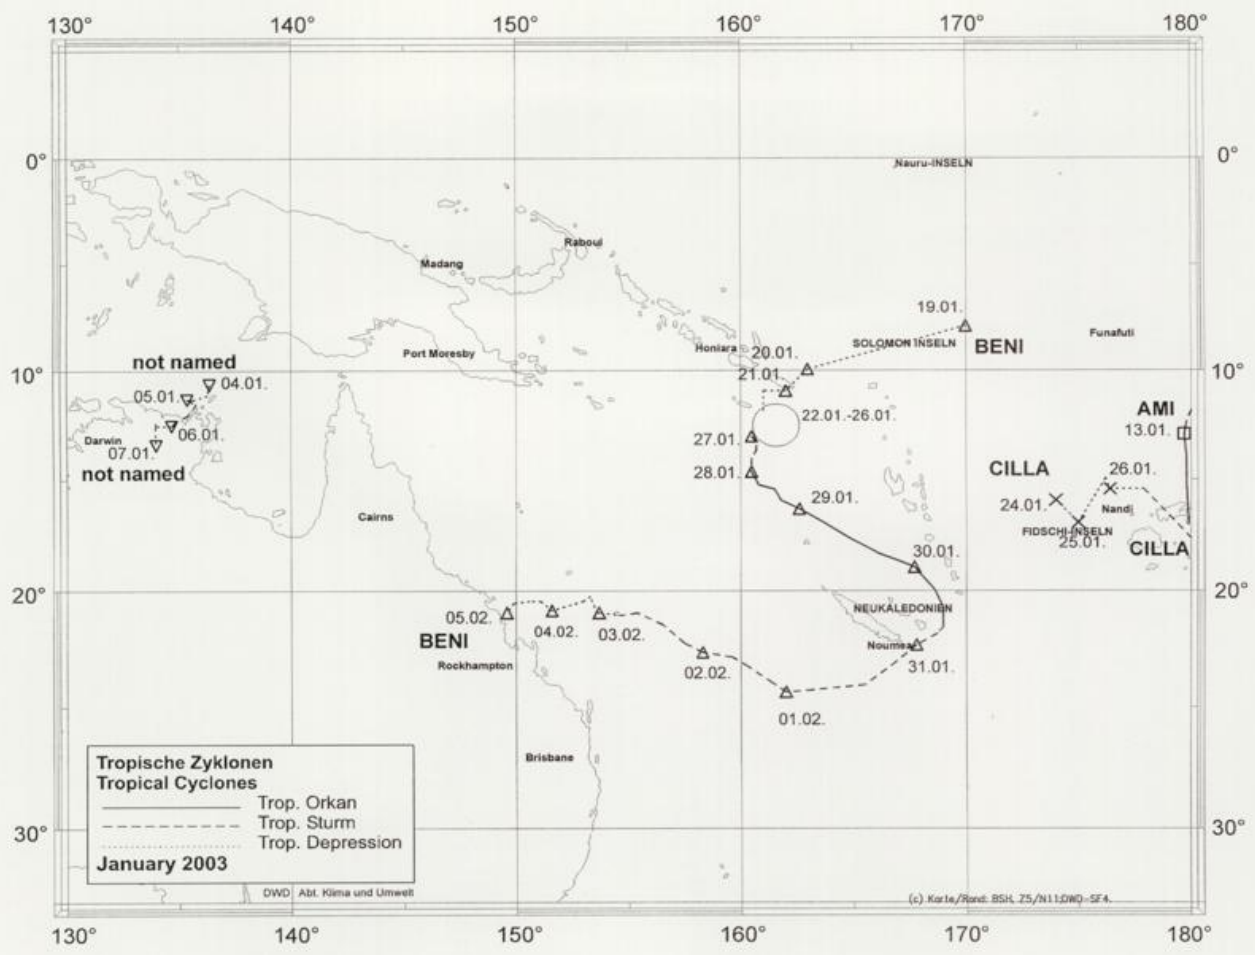 130° 140° 150° 160° 170° 180°
0° 0°
Nauru-INSELN
Raboul
Madang
19.01.
Funafuti
SOLOMON INSELN
BENI
Honiara
20.01.
Port Moresby
not named
10° 10°
21.01.
04.01.
05.01.
AMI
22.01.-26.01.
13.01.
06.01.
Darwin
27.01.
07.01.
CILLA
26.01.
not named
28.01.
29.01.
24.01.
Nandi
Cairns
FIDSCHI-INSELN
25.01.
CILLA
30.01.
20° 20°
NEUKALEDONIEN
05.02.
04.02.
03.02.
BENI
Noumea
Rockhampton
31.01.
02.02.
01.02.
Brisbane
Tropische Zyklonen
Tropical Cyclones
Trop. Orkan
Trop. Sturm
Trop. Depression
January 2003
30° 30°
DWD Abt. Klima und Umwelt
(c) Karte/Rand: BSH, Z5/N11;DWD-SF4.
130° 140° 150° 160° 170° 180°